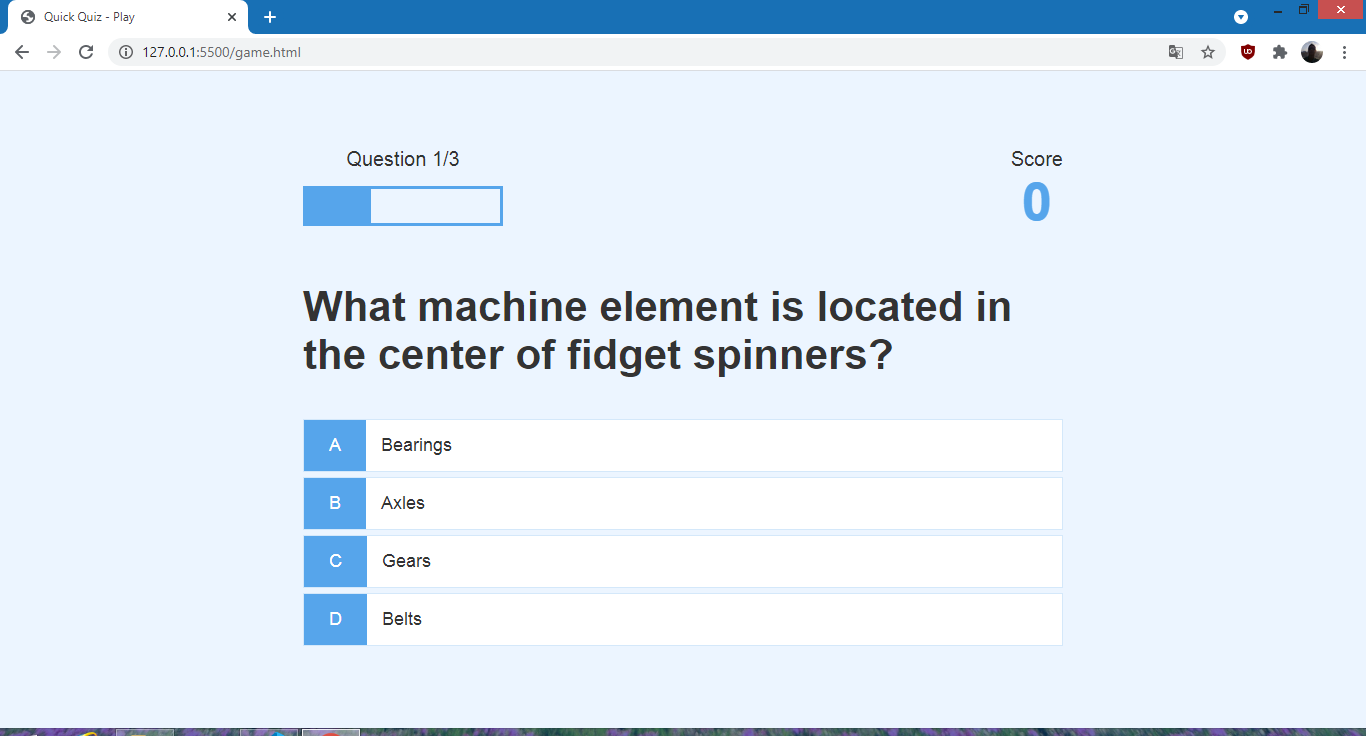 Quick Quiz - Play
127.0.0.1:5500/game.html
Question 1/3
Score
0
What machine element is located in
the center of fidget spinners?
A Bearings
B Axles
C Gears
D Belts